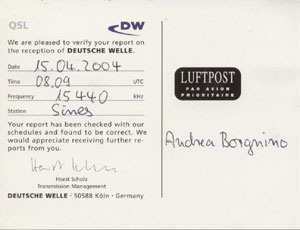 QSL
DW
We are pleased to verify your report on
the reception of DEUTSCHE WELLE.
Date 15.04.2004
Time 08.09 UTC
Frequency 15440 kHz
Station Sines
Your report has been checked with our
schedules and found to be correct. We
would appreciate receiving further re-
ports from you.
Horst Scholz
Transmission Management
DEUTSCHE WELLE · 50588 Köln · Germany
LUFTPOST
PAR AVION
PRIORITAIRE
Andrea Borgnino